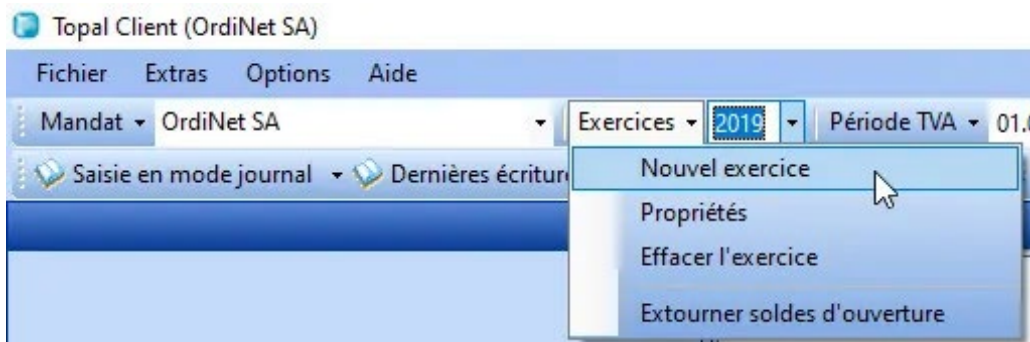 Topal Client (OrdiNet SA)
Fichier Extras Options Aide
Mandat OrdiNet SA Exercices 2019 Période TVA
Saisie en mode journal Dernières
Nouvel exercice
Propriétés
Effacer l'exercice
Extourner soldes d'ouverture